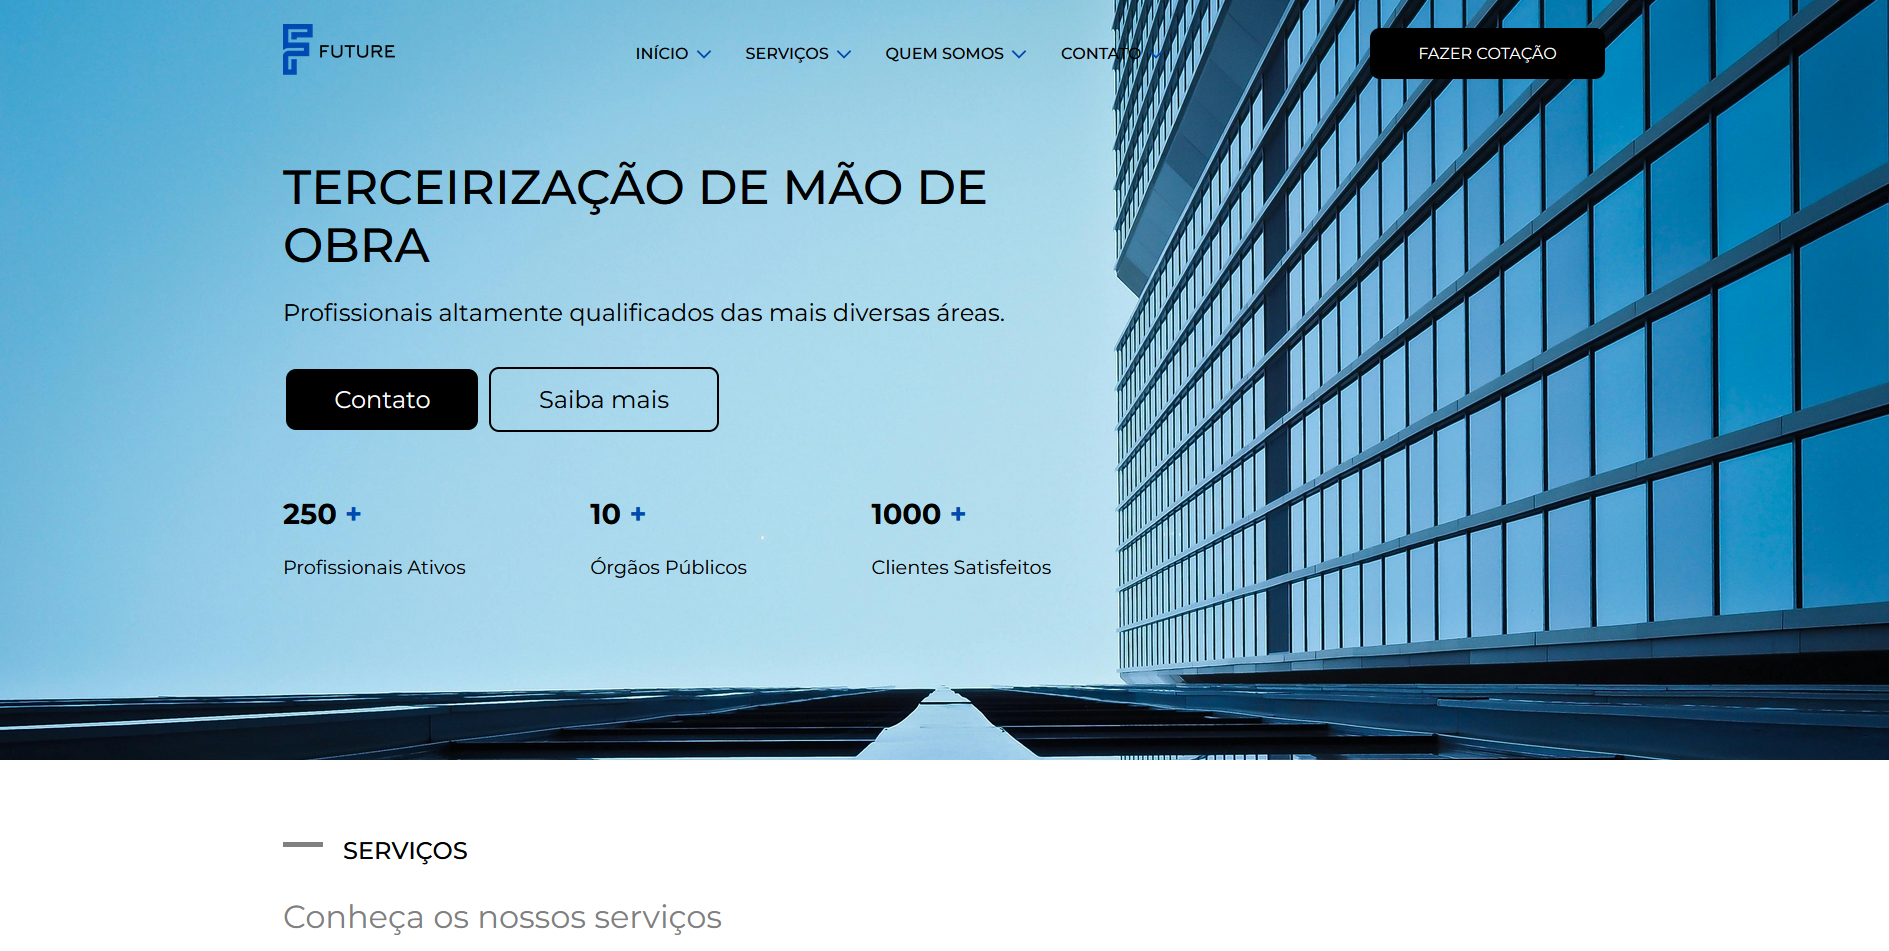 FUTURE
INÍCIO
SERVIÇOS
QUEM SOMOS
CONTATO
FAZER COTAÇÃO
TERCEIRIZAÇÃO DE MÃO DE
OBRA
Profissionais altamente qualificados das mais diversas áreas.
Contato
Saiba mais
250 +
Profissionais Ativos
10 +
Órgãos Públicos
1000 +
Clientes Satisfeitos
SERVIÇOS
Conheça os nossos serviços